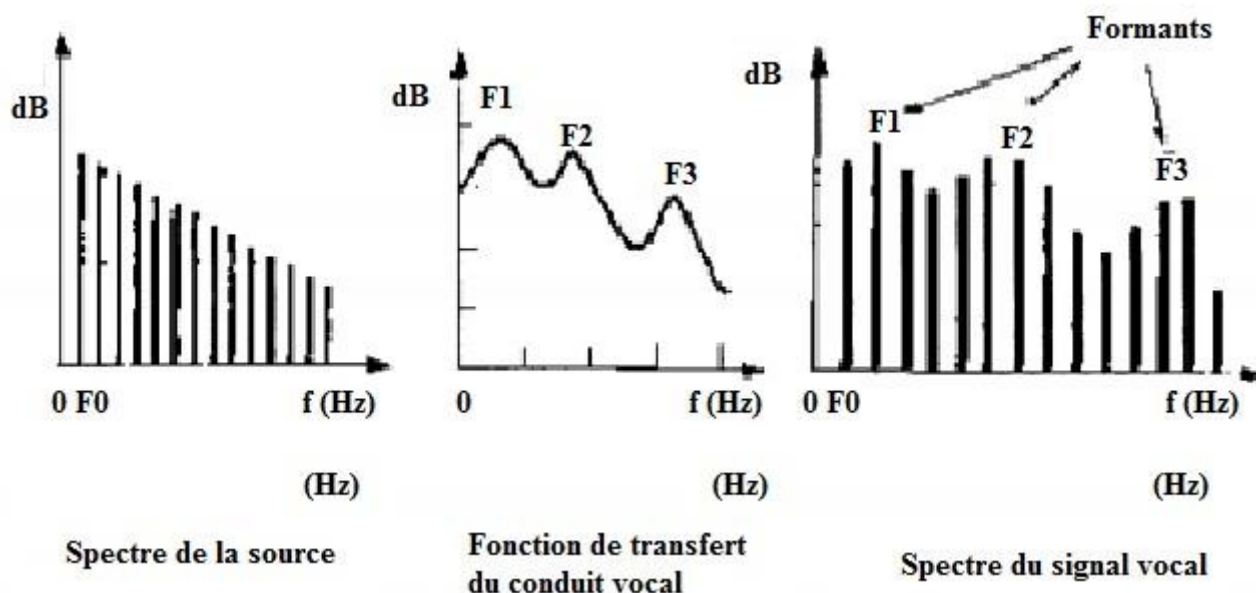 Formants
dB
dB
F1
F2
F3
dB
F1
F2
F3
0 F0
f (Hz)
0
f (Hz)
0 F0
f (Hz)
(Hz)
(Hz)
(Hz)
Spectre de la source
Fonction de transfert
du conduit vocal
Spectre du signal vocal